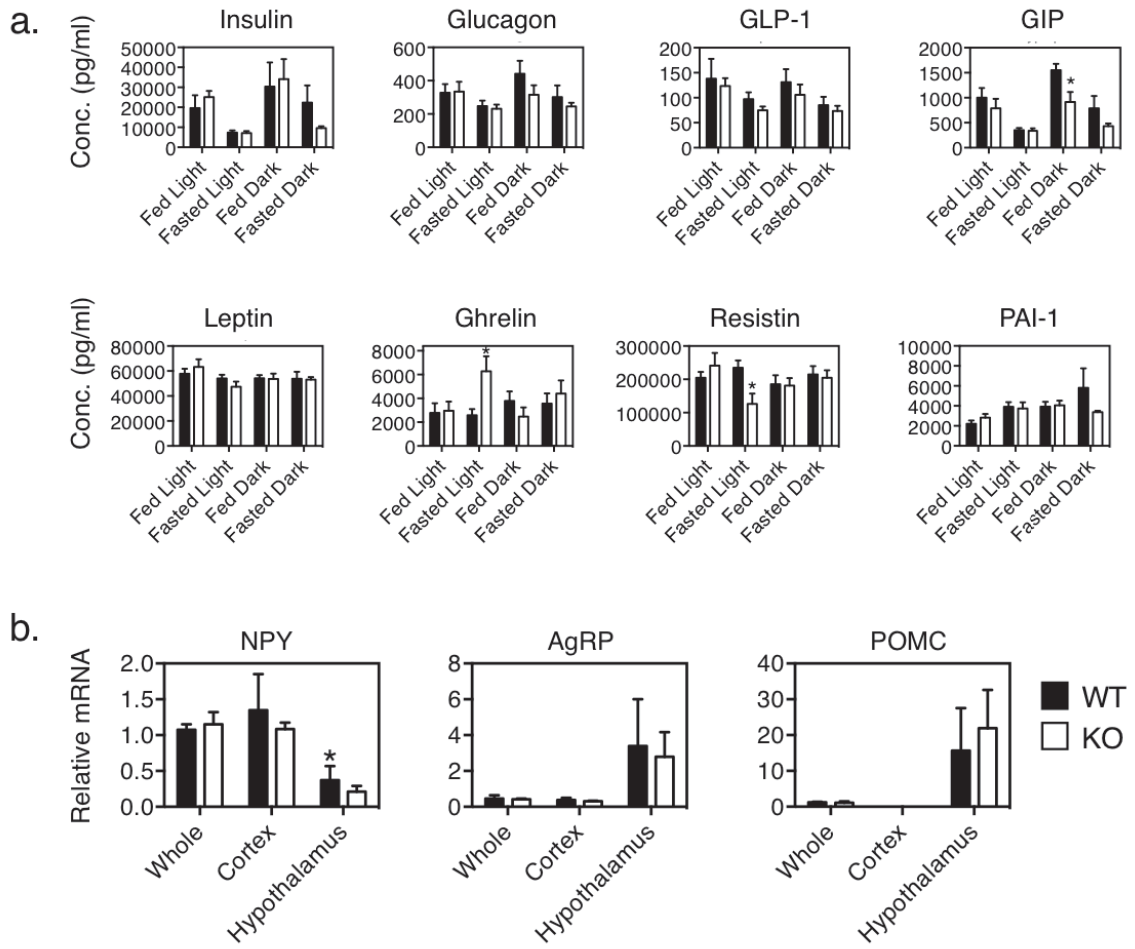 a.
Insulin
Glucagon
GLP-1
GIP
Conc. (pg/ml)
50000
40000
30000
20000
10000
0
600
400
200
0
200
150
100
50
0
2000
1500
1000
500
0
*
Fed Light
Fasted Light
Fed Dark
Fasted Dark
Fed Light
Fasted Light
Fed Dark
Fasted Dark
Fed Light
Fasted Light
Fed Dark
Fasted Dark
Fed Light
Fasted Light
Fed Dark
Fasted Dark
Leptin
Ghrelin
Resistin
PAI-1
Conc. (pg/ml)
80000
60000
40000
20000
0
8000
6000
4000
2000
0
*
300000
200000
100000
0
*
10000
8000
6000
4000
2000
0
Fed Light
Fasted Light
Fed Dark
Fasted Dark
Fed Light
Fasted Light
Fed Dark
Fasted Dark
Fed Light
Fasted Light
Fed Dark
Fasted Dark
Fed Light
Fasted Light
Fed Dark
Fasted Dark
b.
NPY
AgRP
POMC
Relative mRNA
2.0
1.5
1.0
0.5
0.0
*
8
6
4
2
0
40
30
20
10
0
WT
KO
Whole
Cortex
Hypothalamus
Whole
Cortex
Hypothalamus
Whole
Cortex
Hypothalamus